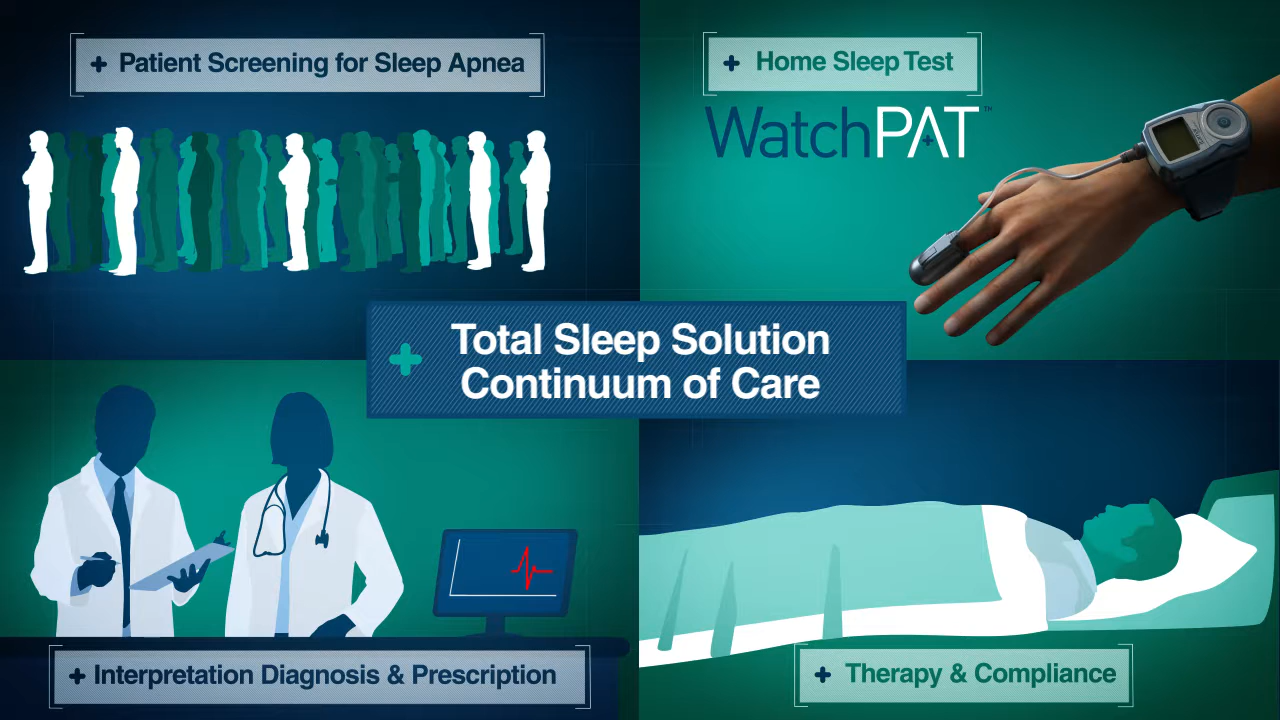 Patient Screening for Sleep Apnea
Home Sleep Test
WatchPAT™
Total Sleep Solution
Continuum of Care
Interpretation Diagnosis & Prescription
Therapy & Compliance